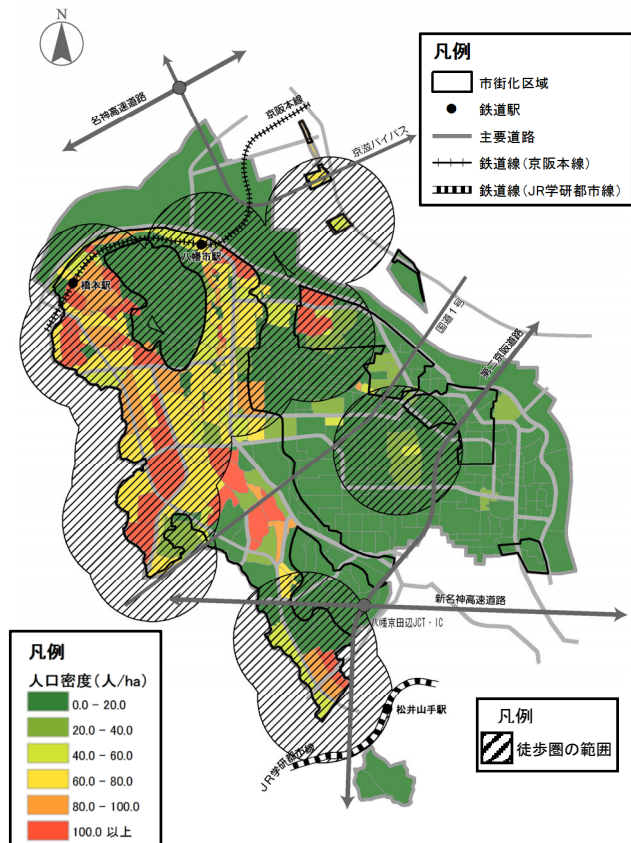 N
凡例
市街化区域
鉄道駅
主要道路
鉄道線(京阪本線)
鉄道線(JR学研都市線)
名神高速道路
京阪本線
京滋バイパス
八幡市駅
橋本駅
国道1号
第二京阪道路
新名神高速道路
八幡京田辺JCT・IC
松井山手駅
JR学研都市線
凡例
人口密度(人/ha)
0.0 - 20.0
20.0 - 40.0
40.0 - 60.0
60.0 - 80.0
80.0 - 100.0
100.0 以上
凡例
徒歩圏の範囲